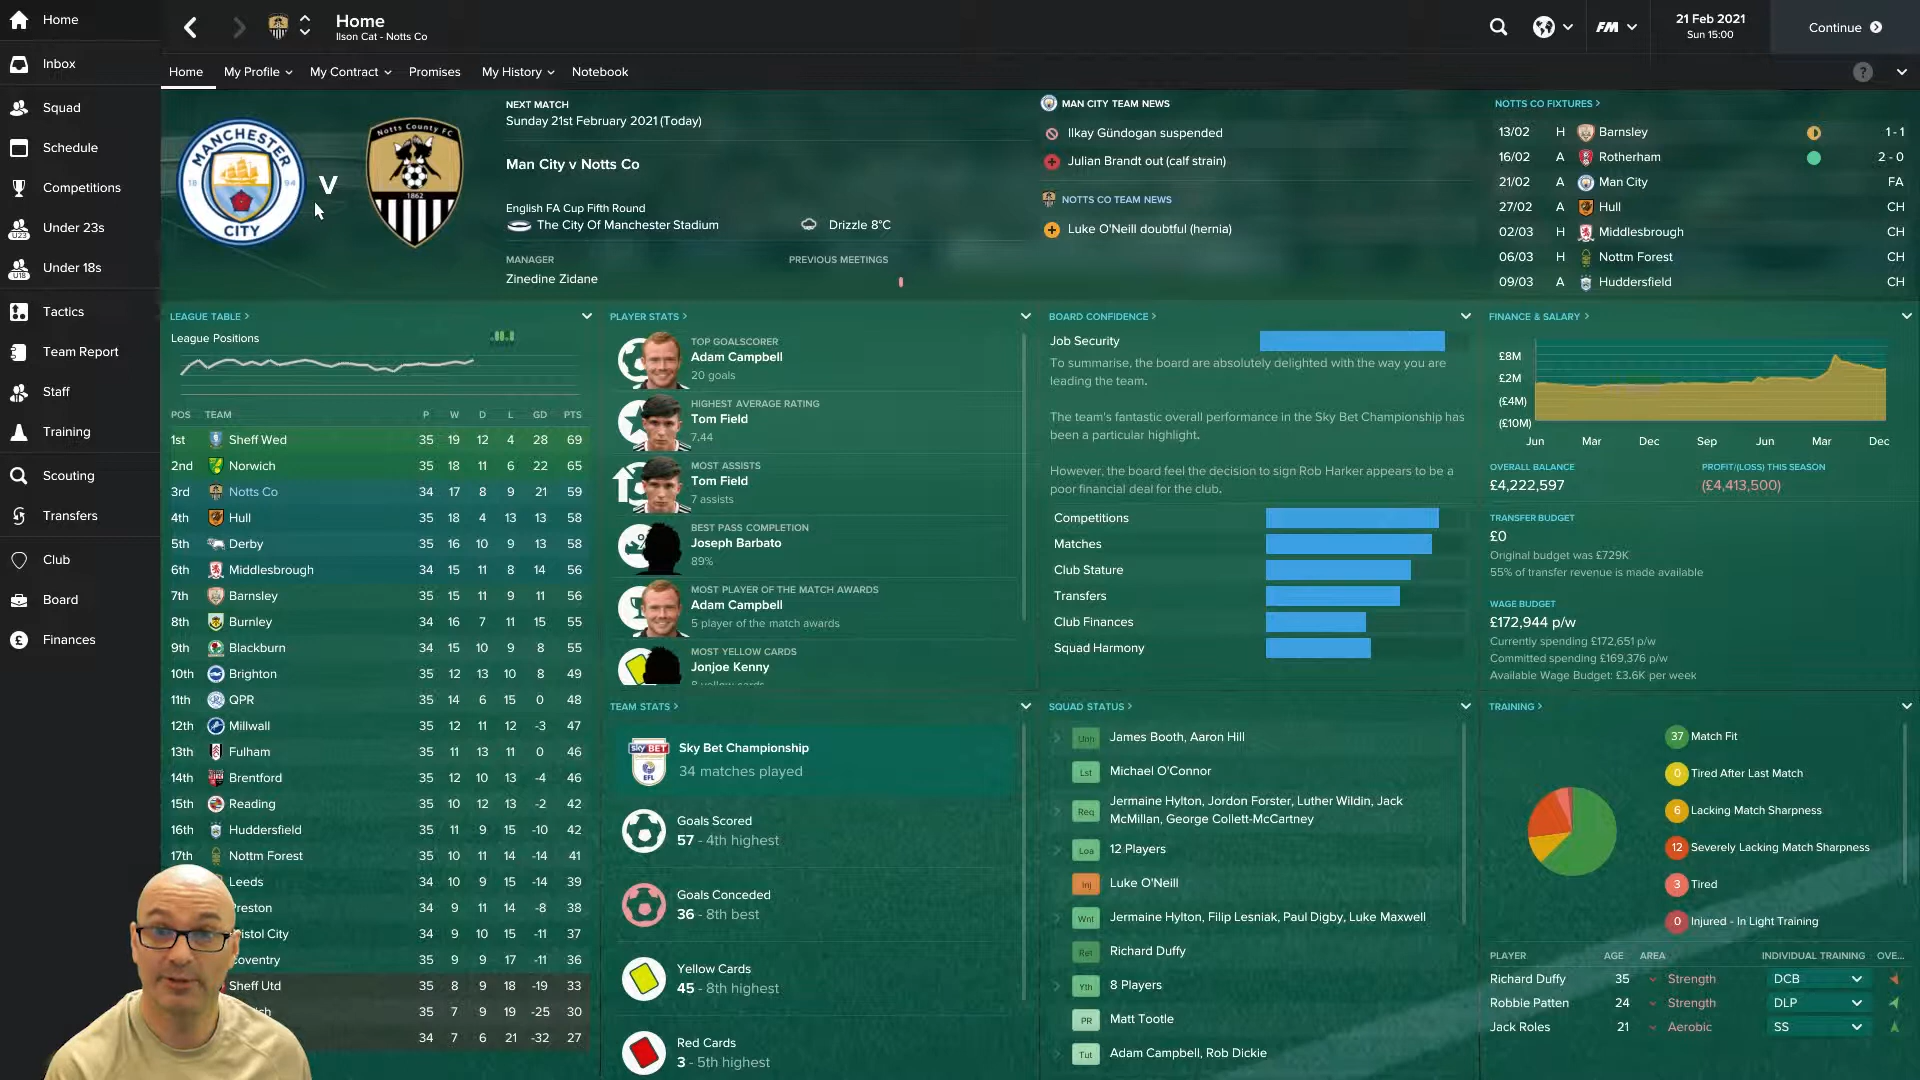 Home
Inbox
Squad
Schedule
Competitions
Under 23s
Under 18s
Tactics
Team Report
Staff
Training
Scouting
Transfers
Club
Board
Finances
Home
Ilson Cat - Notts Co
FM
21 Feb 2021
Sun 15:00
Continue
Home
My Profile
My Contract
Promises
My History
Notebook
?
MANCHESTER
18 94
CITY
V
Notts County FC
1862
NEXT MATCH
Sunday 21st February 2021 (Today)
Man City v Notts Co
English FA Cup Fifth Round
The City Of Manchester Stadium
Drizzle 8°C
MANAGER
Zinedine Zidane
PREVIOUS MEETINGS
MAN CITY TEAM NEWS
Ilkay Gündogan suspended
Julian Brandt out (calf strain)
NOTTS CO TEAM NEWS
Luke O'Neill doubtful (hernia)
NOTTS CO FIXTURES >
13/02 H Barnsley 1 - 1
16/02 A Rotherham 2 - 0
21/02 A Man City FA
27/02 A Hull CH
02/03 H Middlesbrough CH
06/03 H Nottm Forest CH
09/03 A Huddersfield CH
LEAGUE TABLE >
League Positions
POS TEAM P W D L GD PTS
1st Sheff Wed 35 19 12 4 28 69
2nd Norwich 35 18 11 6 22 65
3rd Notts Co 34 17 8 9 21 59
4th Hull 35 18 4 13 13 58
5th Derby 35 16 10 9 13 58
6th Middlesbrough 34 15 11 8 14 56
7th Barnsley 35 15 11 9 11 56
8th Burnley 34 16 7 11 15 55
9th Blackburn 34 15 10 9 8 55
10th Brighton 34 12 13 10 8 49
11th QPR 35 14 6 15 0 48
12th Millwall 35 12 11 12 -3 47
13th Fulham 35 11 13 11 0 46
14th Brentford 35 12 10 13 -4 46
15th Reading 35 10 12 13 -2 42
16th Huddersfield 35 11 9 15 -10 42
17th Nottm Forest 35 10 11 14 -14 41
Leeds 34 10 9 15 -14 39
Preston 34 9 11 14 -8 38
34 9 10 15 -11 37
35 9 9 17 -11 36
Sheff Utd 35 8 9 18 -19 33
35 7 9 19 -25 30
34 7 6 21 -32 27
PLAYER STATS >
TOP GOALSCORER
Adam Campbell
20 goals
HIGHEST AVERAGE RATING
Tom Field
7.44
MOST ASSISTS
Tom Field
7 assists
BEST PASS COMPLETION
Joseph Barbato
89%
MOST PLAYER OF THE MATCH AWARDS
Adam Campbell
5 player of the match awards
MOST YELLOW CARDS
Jonjoe Kenny
TEAM STATS >
sky BET
EFL
Sky Bet Championship
34 matches played
Goals Scored
57 - 4th highest
Goals Conceded
36 - 8th best
Yellow Cards
45 - 8th highest
Red Cards
3 - 5th highest
BOARD CONFIDENCE >
Job Security
To summarise, the board are absolutely delighted with the way you are
leading the team.
The team's fantastic overall performance in the Sky Bet Championship has
been a particular highlight.
However, the board feel the decision to sign Rob Harker appears to be a
poor financial deal for the club.
Competitions
Matches
Club Stature
Transfers
Club Finances
Squad Harmony
SQUAD STATUS >
Unh James Booth, Aaron Hill
Lst Michael O'Connor
Req Jermaine Hylton, Jordon Forster, Luther Wildin, Jack
McMillan, George Collett-McCartney
Loa 12 Players
Inj Luke O'Neill
Wnt Jermaine Hylton, Filip Lesniak, Paul Digby, Luke Maxwell
Ret Richard Duffy
Yth 8 Players
PR Matt Tootle
Tut Adam Campbell, Rob Dickie
FINANCE & SALARY >
£8M
£2M
(£4M)
(£10M)
Jun Mar Dec Sep Jun Mar Dec
OVERALL BALANCE
£4,222,597
PROFIT/(LOSS) THIS SEASON
(£4,413,500)
TRANSFER BUDGET
£0
Original budget was £729K
55% of transfer revenue is made available
WAGE BUDGET
£172,944 p/w
Currently spending £172,651 p/w
Committed spending £169,376 p/w
Available Wage Budget: £3.6K per week
TRAINING >
37 Match Fit
0 Tired After Last Match
6 Lacking Match Sharpness
12 Severely Lacking Match Sharpness
3 Tired
0 Injured - In Light Training
PLAYER AGE AREA INDIVIDUAL TRAINING OVE...
Richard Duffy 35 Strength DCB
Robbie Patten 24 Strength DLP
Jack Roles 21 Aerobic SS